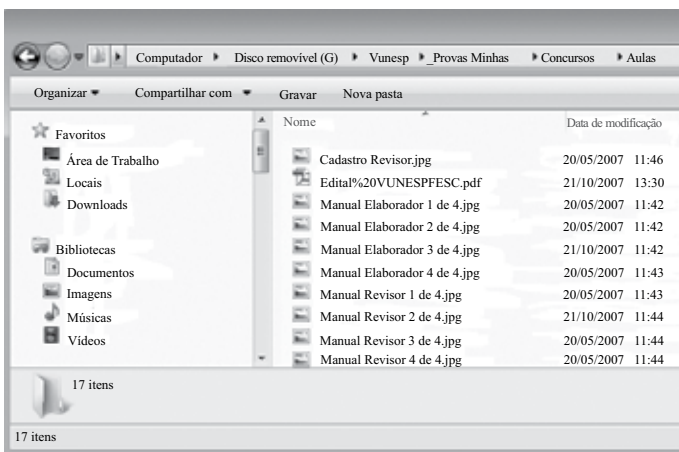 Computador Disco removível (G) Vunesp _Provas Minhas Concursos Aulas
Organizar Compartilhar com Gravar Nova pasta
Favoritos
Área de Trabalho
Locais
Downloads
Bibliotecas
Documentos
Imagens
Músicas
Vídeos
Nome Data de modificação
Cadastro Revisor.jpg 20/05/2007 11:46
Edital%20VUNESPFESC.pdf 21/10/2007 13:30
Manual Elaborador 1 de 4.jpg 20/05/2007 11:42
Manual Elaborador 2 de 4.jpg 20/05/2007 11:42
Manual Elaborador 3 de 4.jpg 21/10/2007 11:42
Manual Elaborador 4 de 4.jpg 20/05/2007 11:43
Manual Revisor 1 de 4.jpg 20/05/2007 11:43
Manual Revisor 2 de 4.jpg 21/10/2007 11:44
Manual Revisor 3 de 4.jpg 20/05/2007 11:44
Manual Revisor 4 de 4.jpg 20/05/2007 11:44
17 itens
17 itens